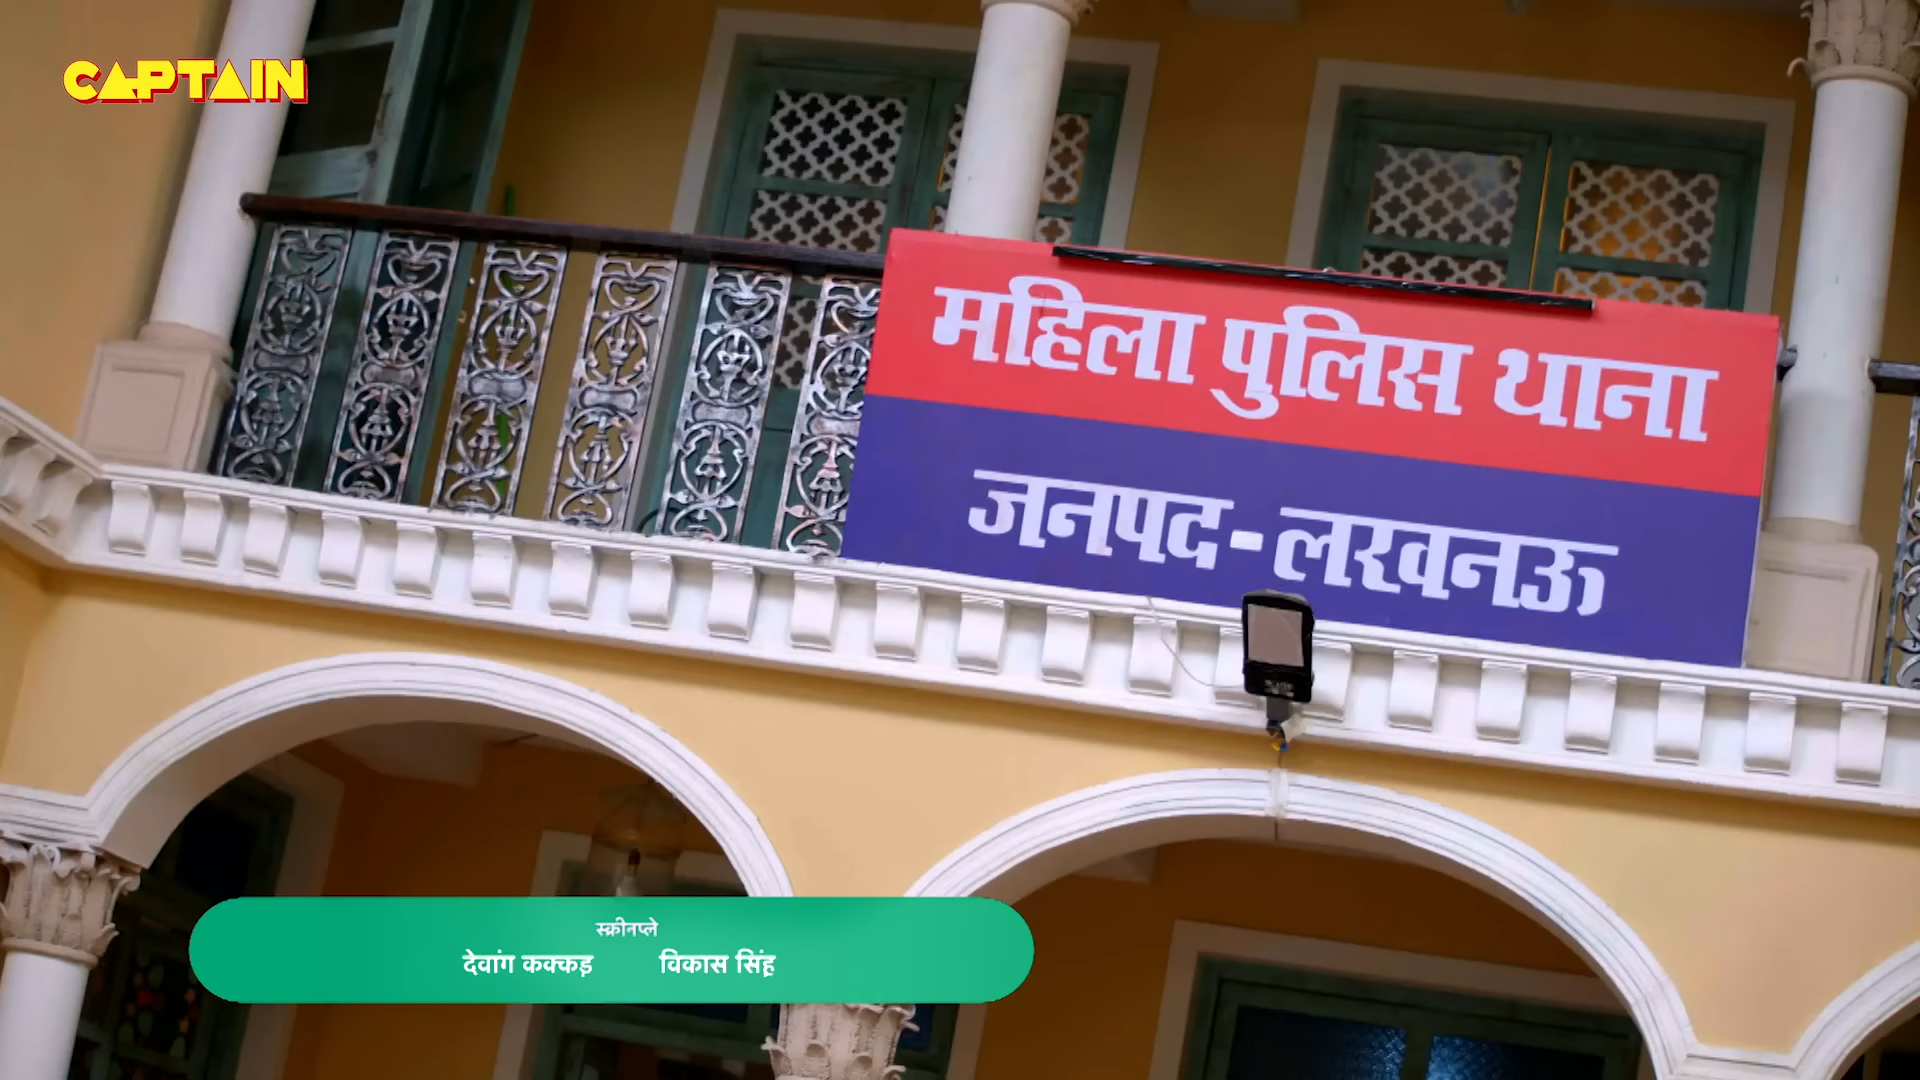 CAPTAIN
महिला पुलिस थाना
जनपद-लखनऊ
स्क्रीनप्ले
देवांग कक्कड़ विकास सिंह